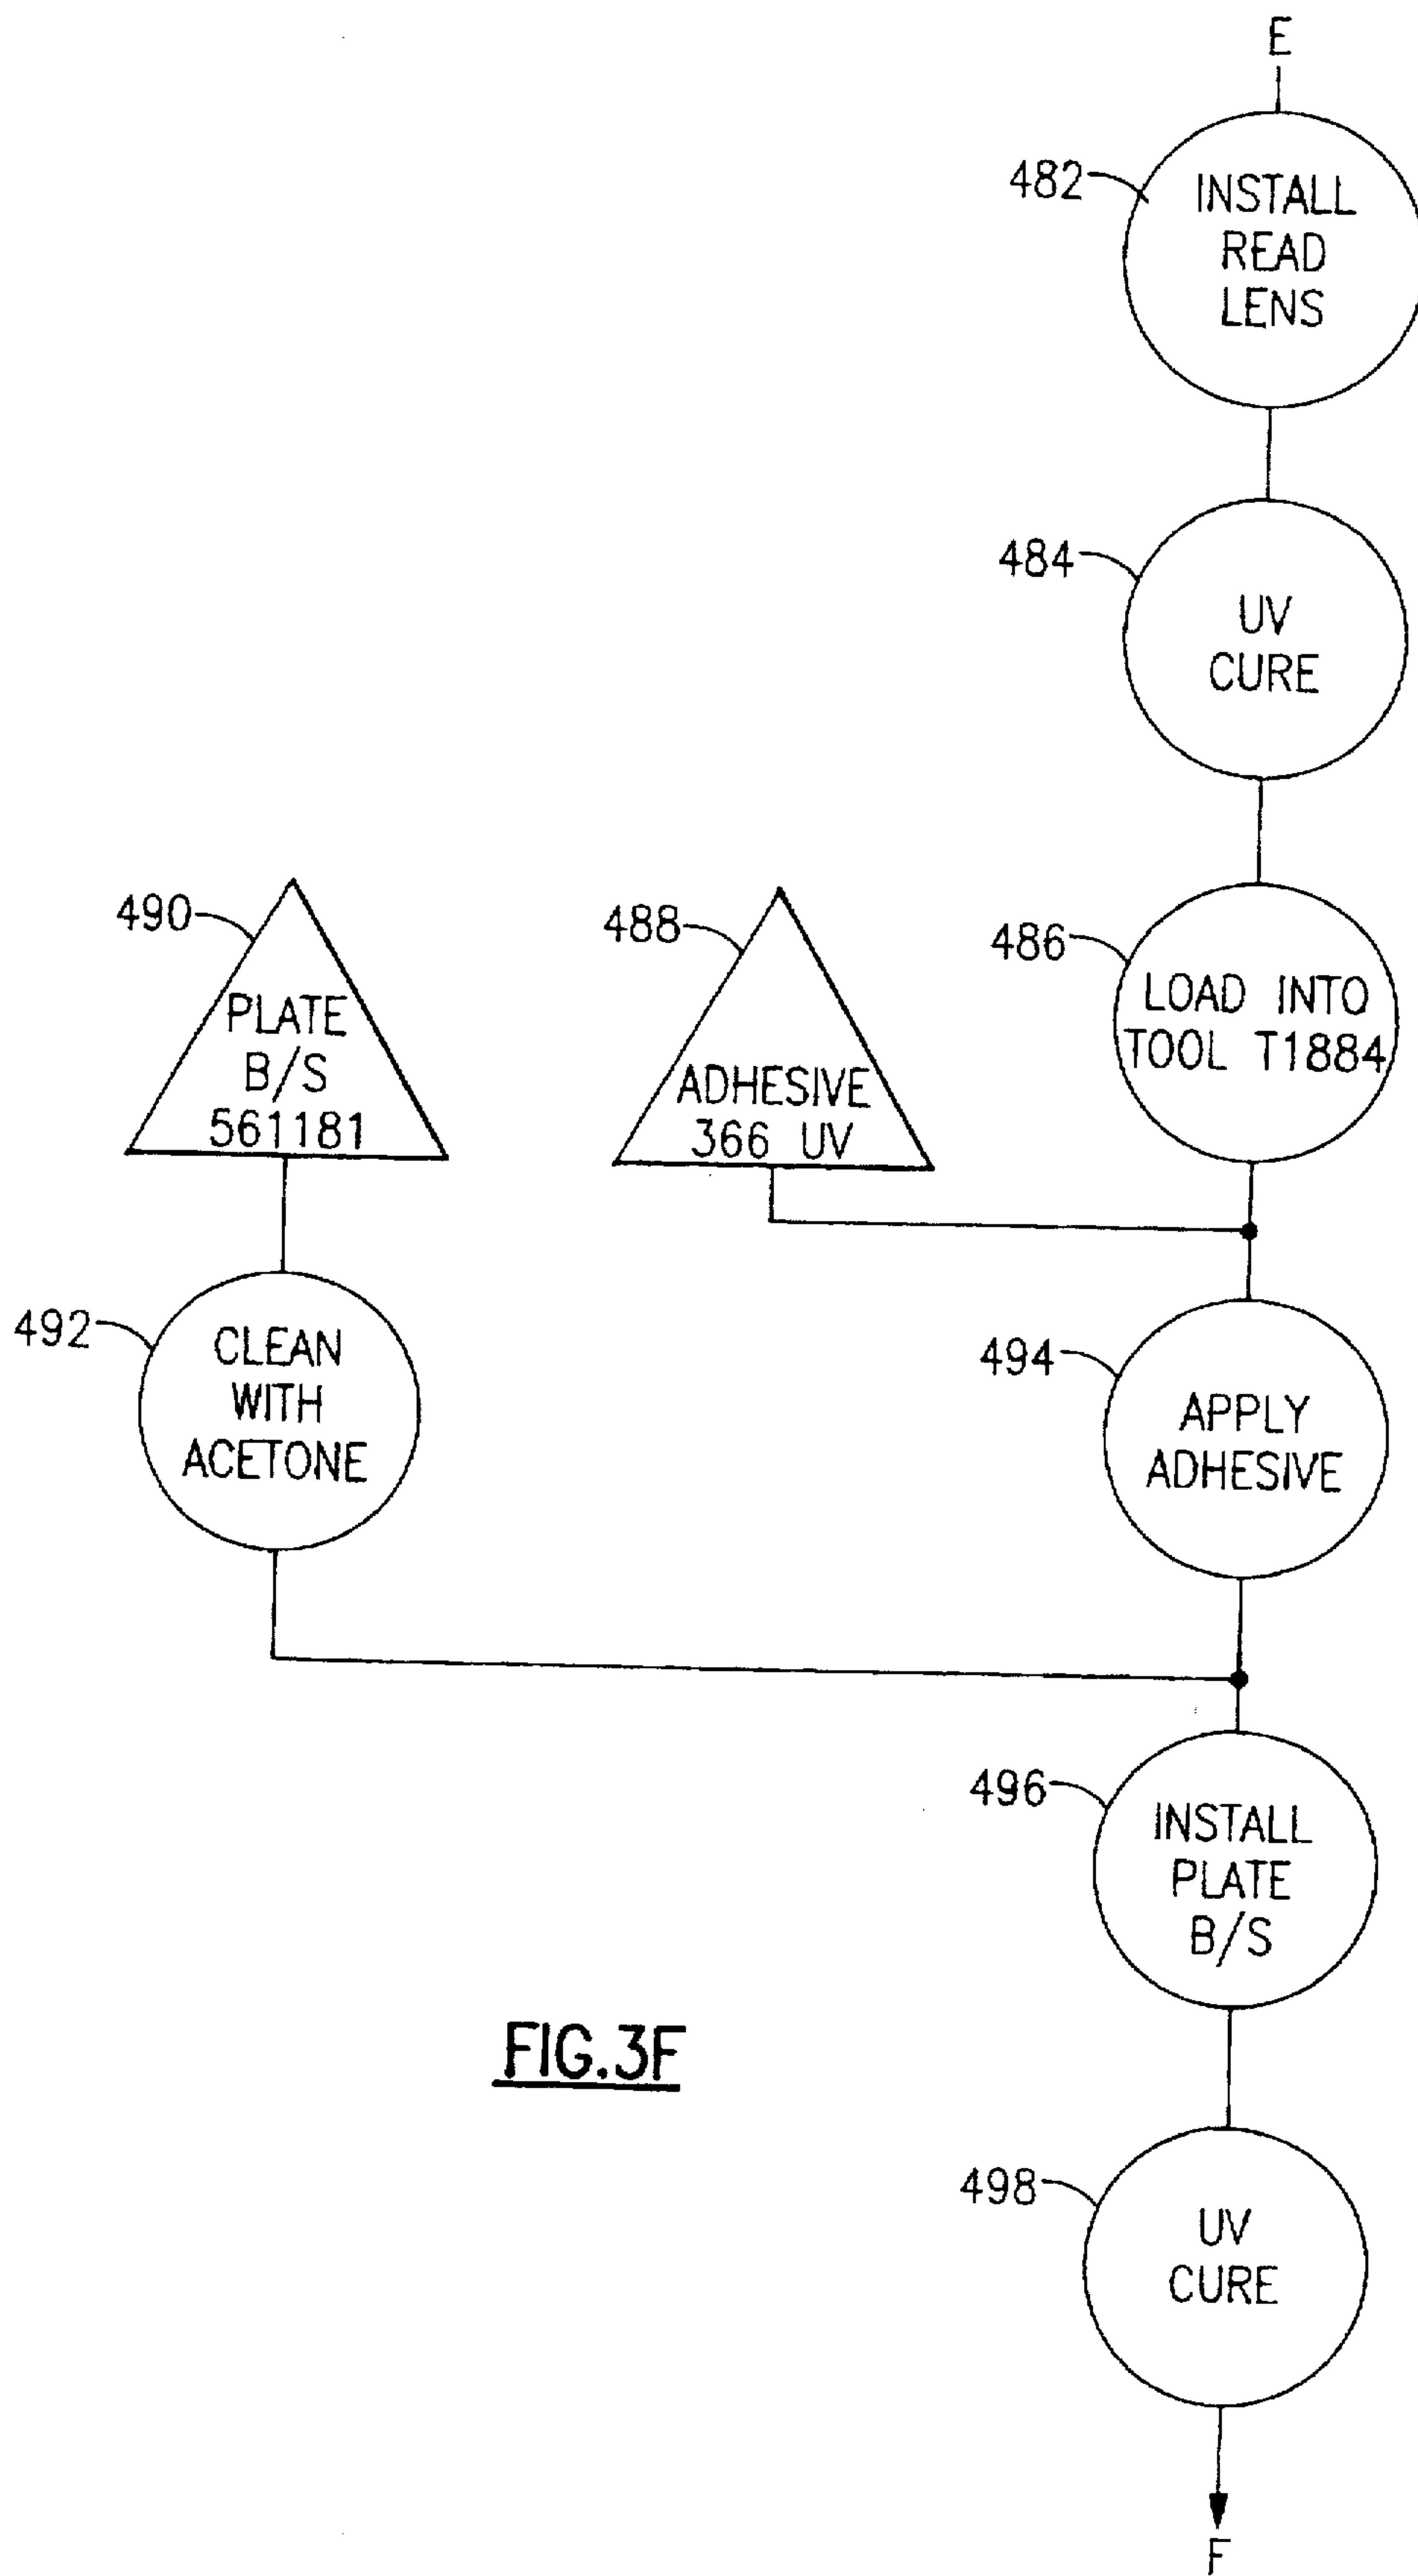 E
482
INSTALL
READ
LENS
484
UV
CURE
490
PLATE
B/S
561181
488
ADHESIVE
366 UV
486
LOAD INTO
TOOL T1884
492
CLEAN
WITH
ACETONE
494
APPLY
ADHESIVE
496
INSTALL
PLATE
B/S
FIG.3F
498
UV
CURE
F